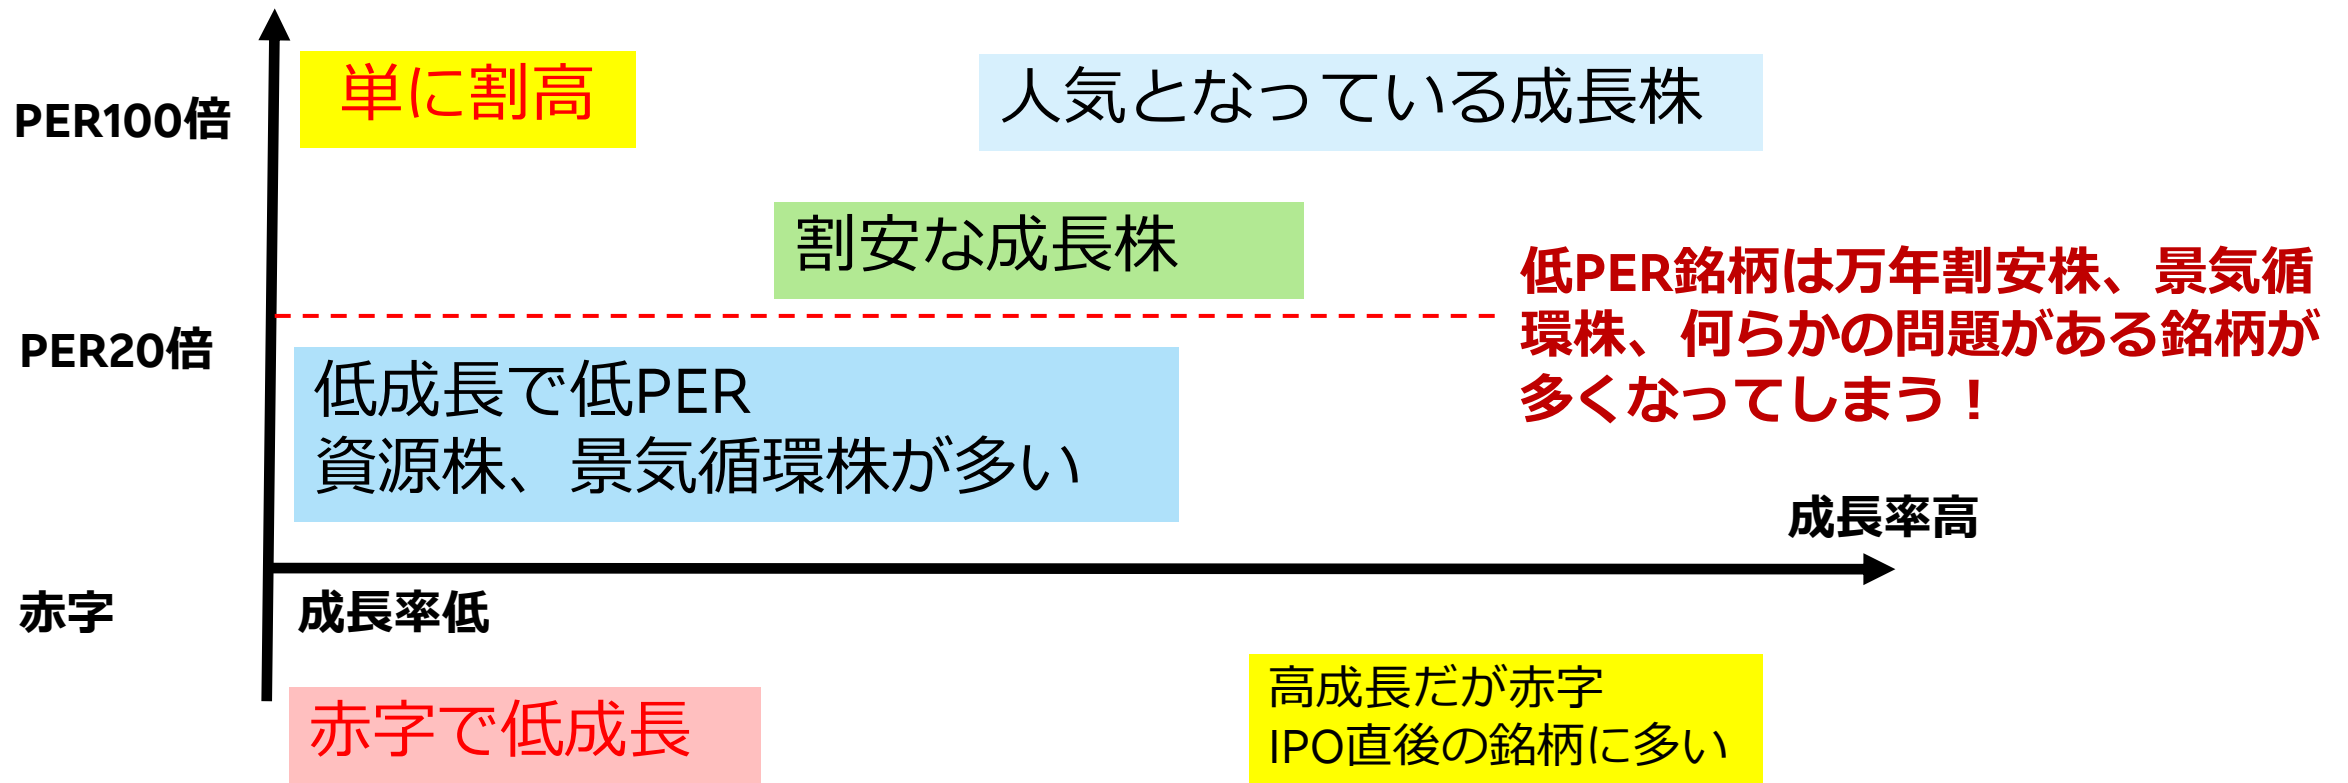 単に割高
人気となっている成長株
PER100倍
割安な成長株
低PER銘柄は万年割安株、景気循
環株、何らかの問題がある銘柄が
多くなってしまう！
PER20倍
低成長で低PER
資源株、景気循環株が多い
成長率高
赤字
成長率低
赤字で低成長
高成長だが赤字
IPO直後の銘柄に多い